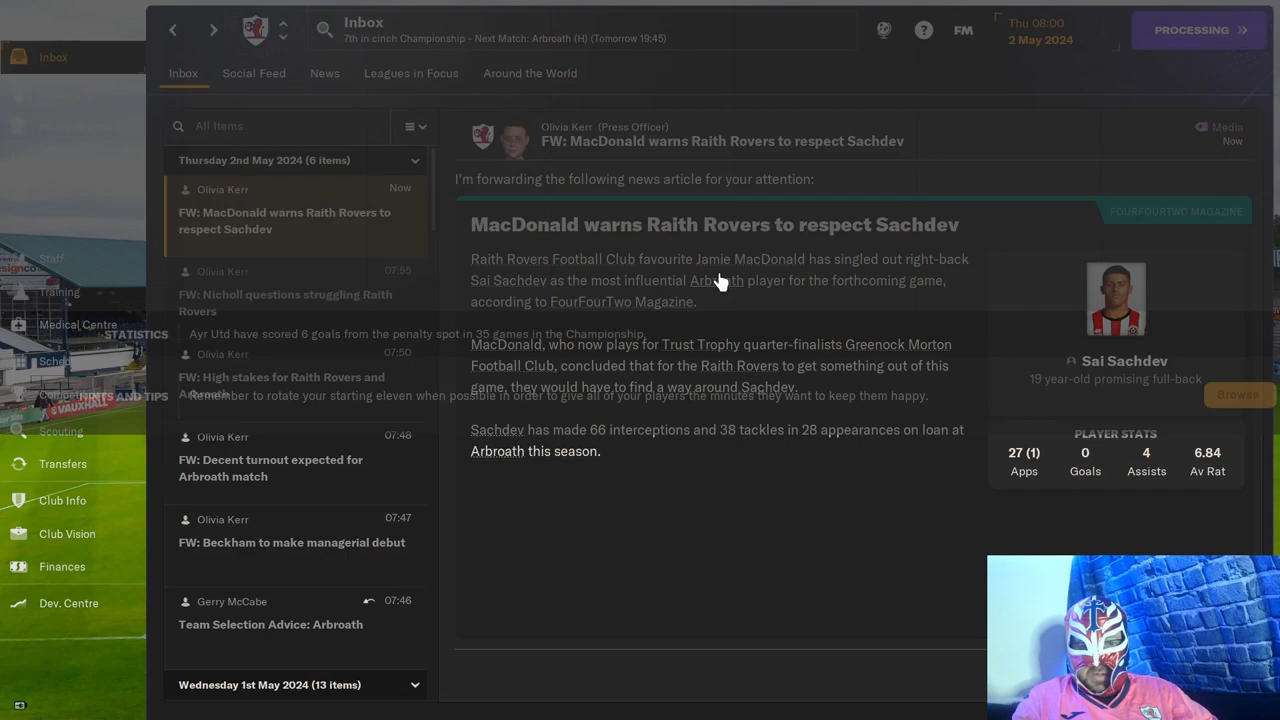 Inbox
7th in cinch Championship - Next Match: Arbroath (H) (Tomorrow 19:45)
FM
Thu 08:00
2 May 2024
PROCESSING
Inbox
Inbox
Social Feed
News
Leagues in Focus
Around the World
All Items
Thursday 2nd May 2024 (6 items)
Olivia Kerr
Now
FW: MacDonald warns Raith Rovers to
respect Sachdev
Olivia Kerr
07:55
FW: Nicholl questions struggling Raith
Rovers
Olivia Kerr
07:50
FW: High stakes for Raith Rovers and
Arbroath
Olivia Kerr
07:48
FW: Decent turnout expected for
Arbroath match
Olivia Kerr
07:47
FW: Beckham to make managerial debut
Gerry McCabe
07:46
Team Selection Advice: Arbroath
Wednesday 1st May 2024 (13 items)
Olivia Kerr (Press Officer)
FW: MacDonald warns Raith Rovers to respect Sachdev
Media
Now
I'm forwarding the following news article for your attention:
FOURFOURTWO MAGAZINE
MacDonald warns Raith Rovers to respect Sachdev
Raith Rovers Football Club favourite Jamie MacDonald has singled out right-back
Sai Sachdev as the most influential Arbroath player for the forthcoming game,
according to FourFourTwo Magazine.
MacDonald, who now plays for Trust Trophy quarter-finalists Greenock Morton
Football Club, concluded that for the Raith Rovers to get something out of this
game, they would have to find a way around Sachdev.
Sachdev has made 66 interceptions and 38 tackles in 28 appearances on loan at
Arbroath this season.
Sai Sachdev
19 year-old promising full-back
PLAYER STATS
27 (1)
0
4
6.84
Apps
Goals
Assists
Av Rat
STATISTICS
Ayr Utd have scored 6 goals from the penalty spot in 35 games in the Championship.
HINTS AND TIPS
Remember to rotate your starting eleven when possible in order to give all of your players the minutes they want to keep them happy.
Browse
Staff
Training
Medical Centre
Sched
Scouting
Transfers
Club Info
Club Vision
Finances
Dev. Centre
VAUXHALL